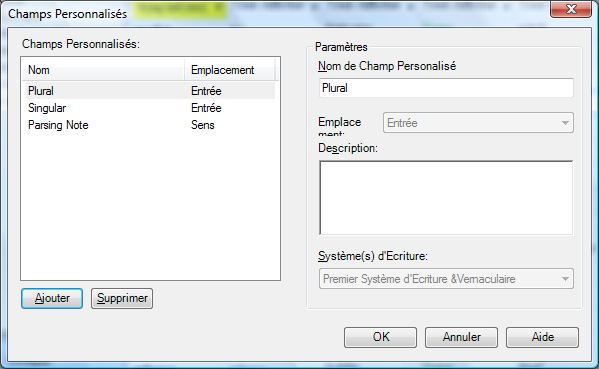 Champs Personnalisés
Champs Personnalisés:
Nom Emplacement
Plural Entrée
Singular Entrée
Parsing Note Sens
Ajouter Supprimer
Paramètres
Nom de Champ Personalisé
Plural
Emplace
ment:
Entrée
Description:
Système(s) d'Ecriture:
Premier Système d'Ecriture &Vernaculaire
OK Annuler Aide